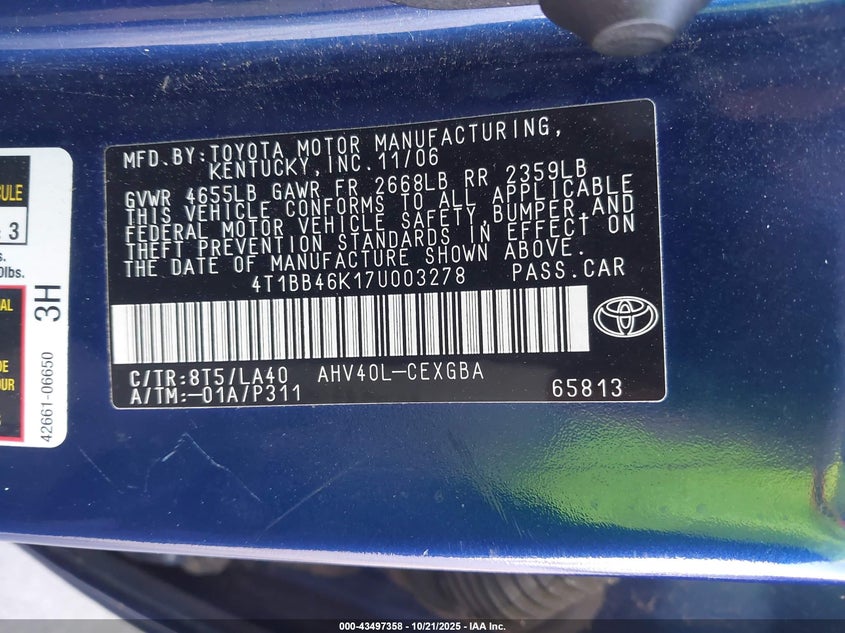 MFD.BY:TOYOTA MOTOR MANUFACTURING,
KENTUCKY,INC.11/06
GVWR 4655LB GAWR FR 2668LB RR 2359LB
THIS VEHICLE CONFORMS TO ALL APPLICABLE
FEDERAL MOTOR VEHICLE SAFETY,BUMPER,AND
THEFT PREVENTION STANDARDS IN EFFECT ON
THE DATE OF MANUFACTURE SHOWN ABOVE.
4T1BB46K17U003278 PASS.CAR
C/TR:8T5/LA40 AHV40L-CEXGBA
A/TM:-01A/P311 65813
3
3H
42661-06650
000-43497358 - 10/21/2025 - IAA Inc.